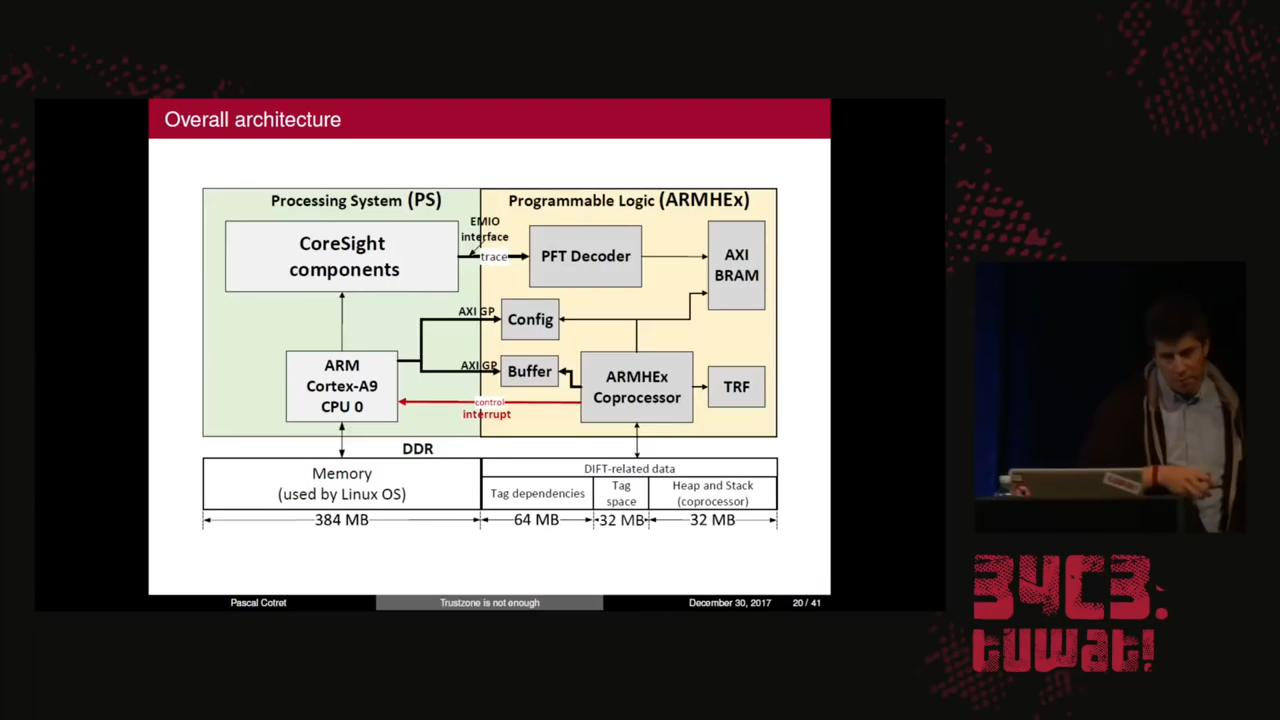 Overall architecture
Processing System (PS)
Programmable Logic (ARMHEx)
CoreSight
components
EMIO
interface
trace
PFT Decoder
AXI
BRAM
AXI GP
Config
AXI GP
Buffer
ARM
Cortex-A9
CPU 0
ARMHEx
Coprocessor
TRF
control
interrupt
DDR
Memory
(used by Linux OS)
DIFT-related data
Tag dependencies
Tag
space
Heap and Stack
(coprocessor)
384 MB
64 MB
32 MB
32 MB
Pascal Cotret
Trustzone is not enough
December 30, 2017
20 / 41
34C3.
tuwat!